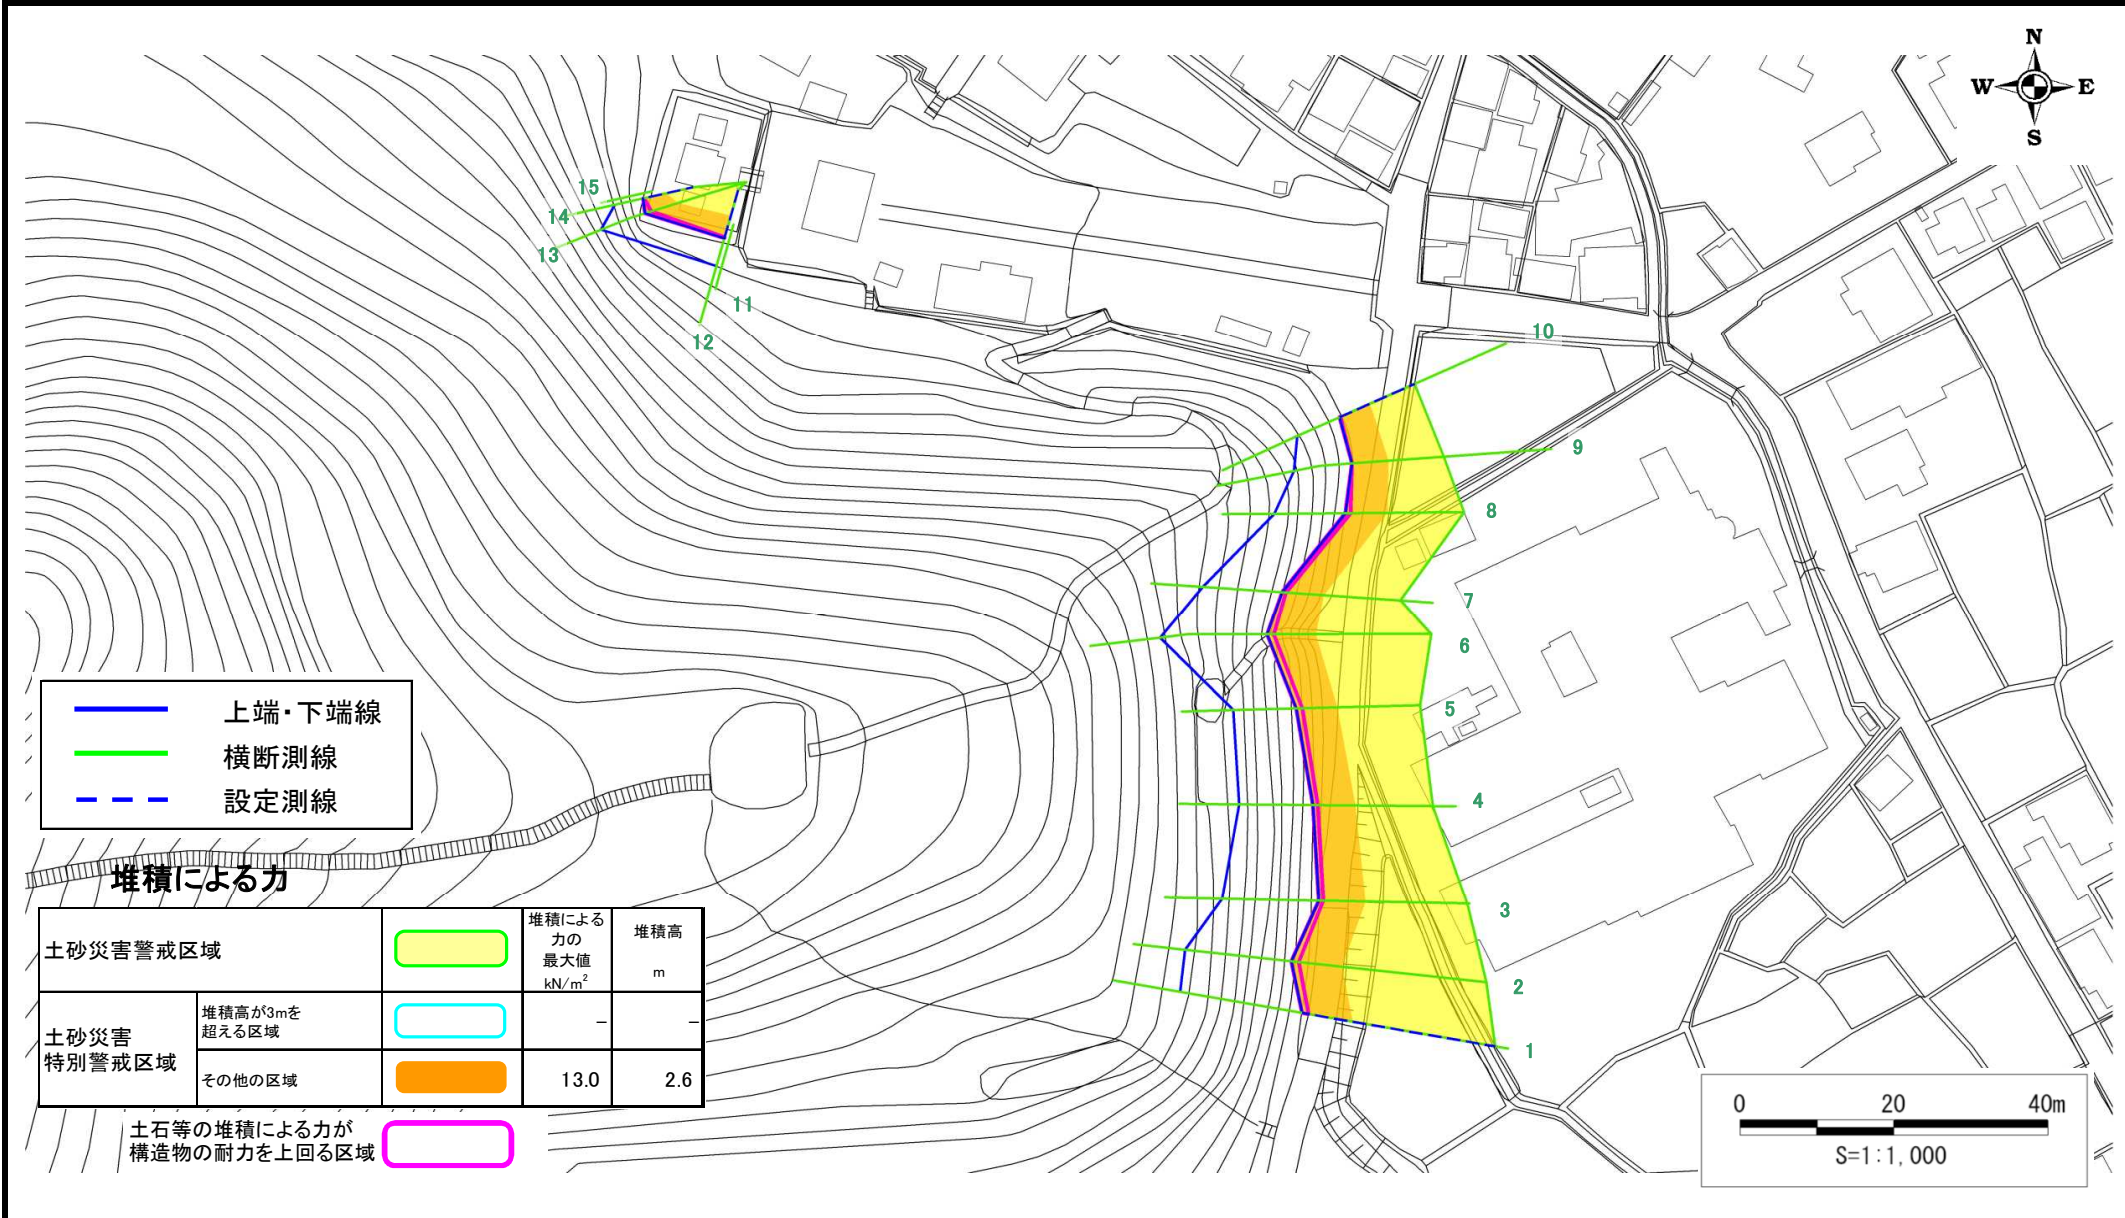 N
W E
S
15
14
13
11
12
10
9
8
7
6
5
4
3
2
1
上端・下端線
横断測線
設定測線
堆積による力
土砂災害警戒区域
堆積による
力の
最大値
kN/m²
堆積高
m
土砂災害
特別警戒区域
堆積高が3mを
超える区域
－ －
その他の区域
13.0 2.6
土石等の堆積による力が
構造物の耐力を上回る区域
0 20 40m
S=1:1,000